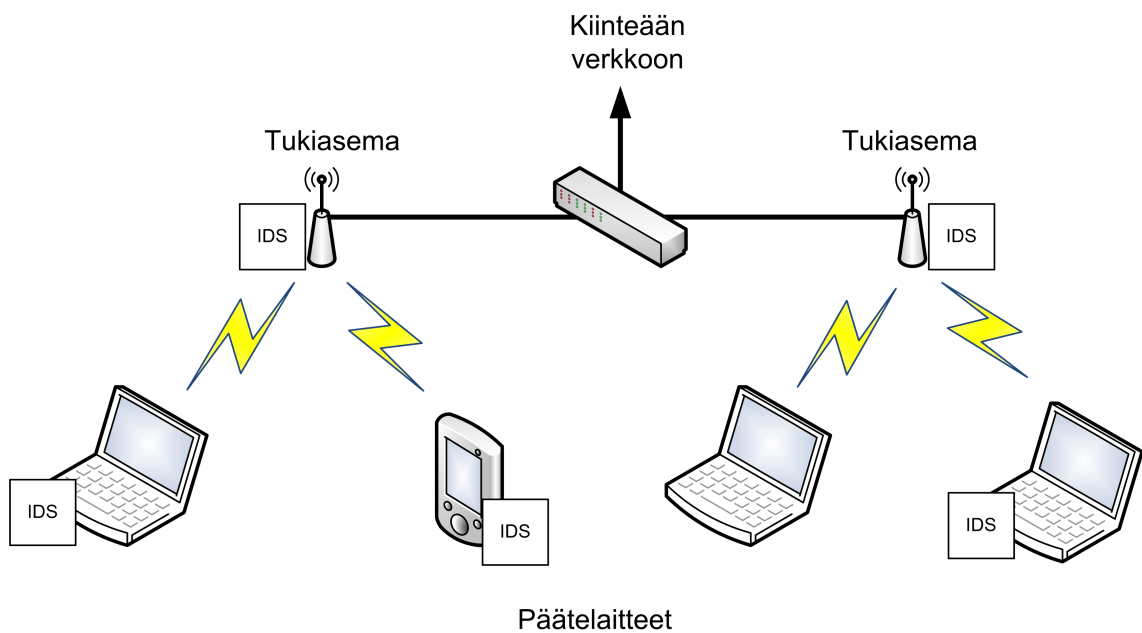 Kiinteään
verkkoon
Tukiasema
Tukiasema
IDS
IDS
IDS
IDS
IDS
Päätelaitteet